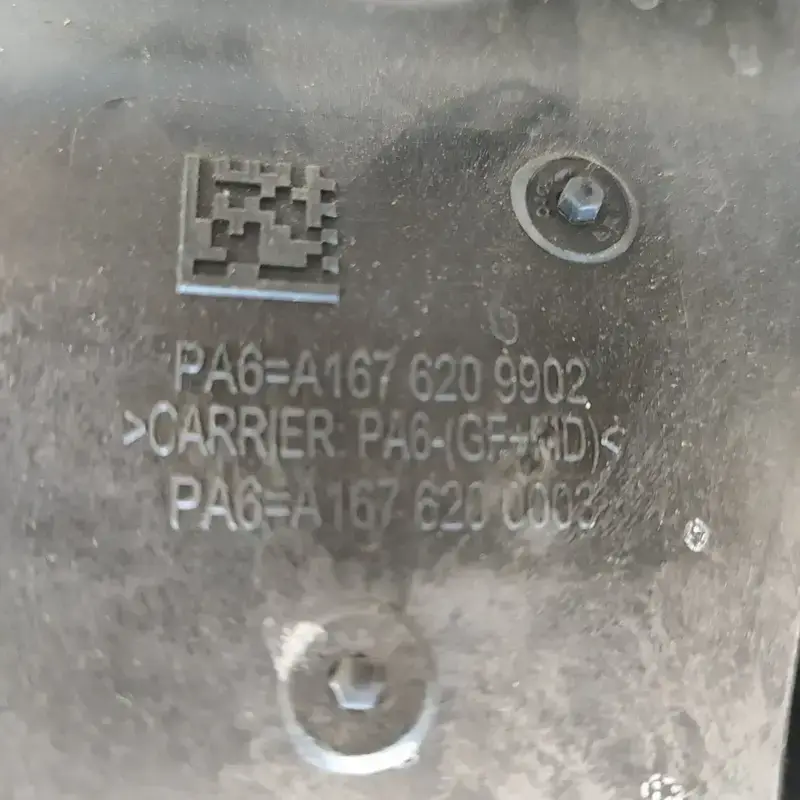 PA6=A167 620 9902
>CARRIER: PA6-(GF+MD)<
PA6=A167 620 0003